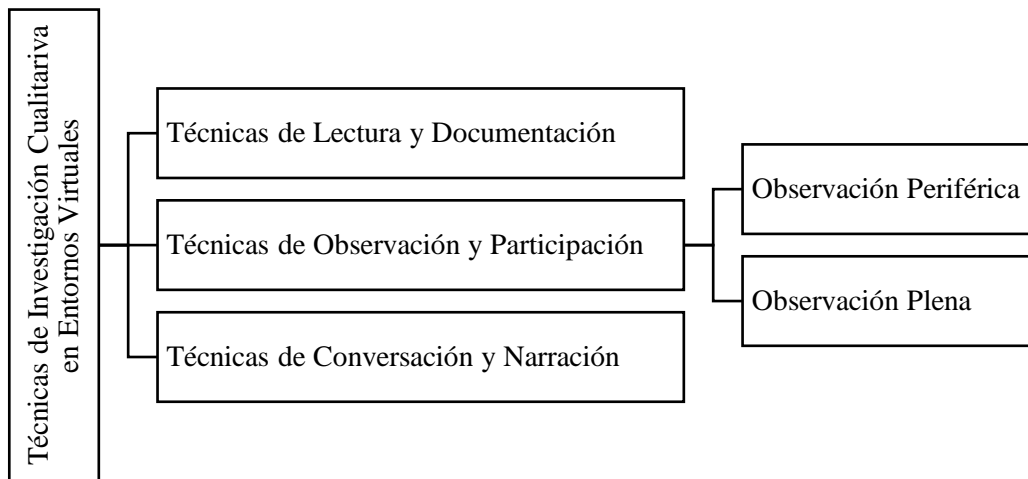 Técnicas de Investigación Cualitariva
en Entornos Virtuales
Técnicas de Lectura y Documentación
Técnicas de Observación y Participación
Técnicas de Conversación y Narración
Observación Periférica
Observación Plena